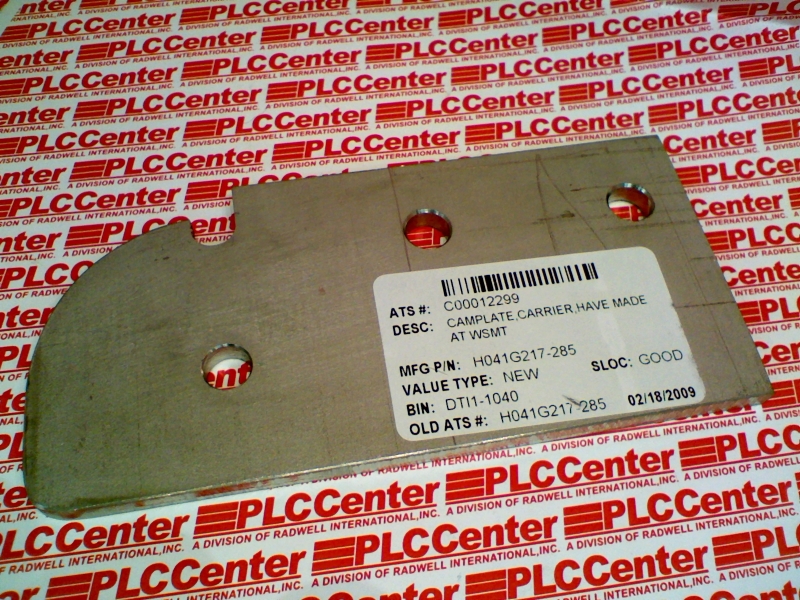 ATS #: C00012299
DESC: CAMPLATE,CARRIER,HAVE MADE
AT WSMT
MFG P/N: H041G217-285
VALUE TYPE: NEW SLOC: GOOD
BIN: DTI1-1040
OLD ATS #: H041G217-285 02/18/2009
PLCCenter
A DIVISION OF RADWELL INTERNATIONAL,INC.